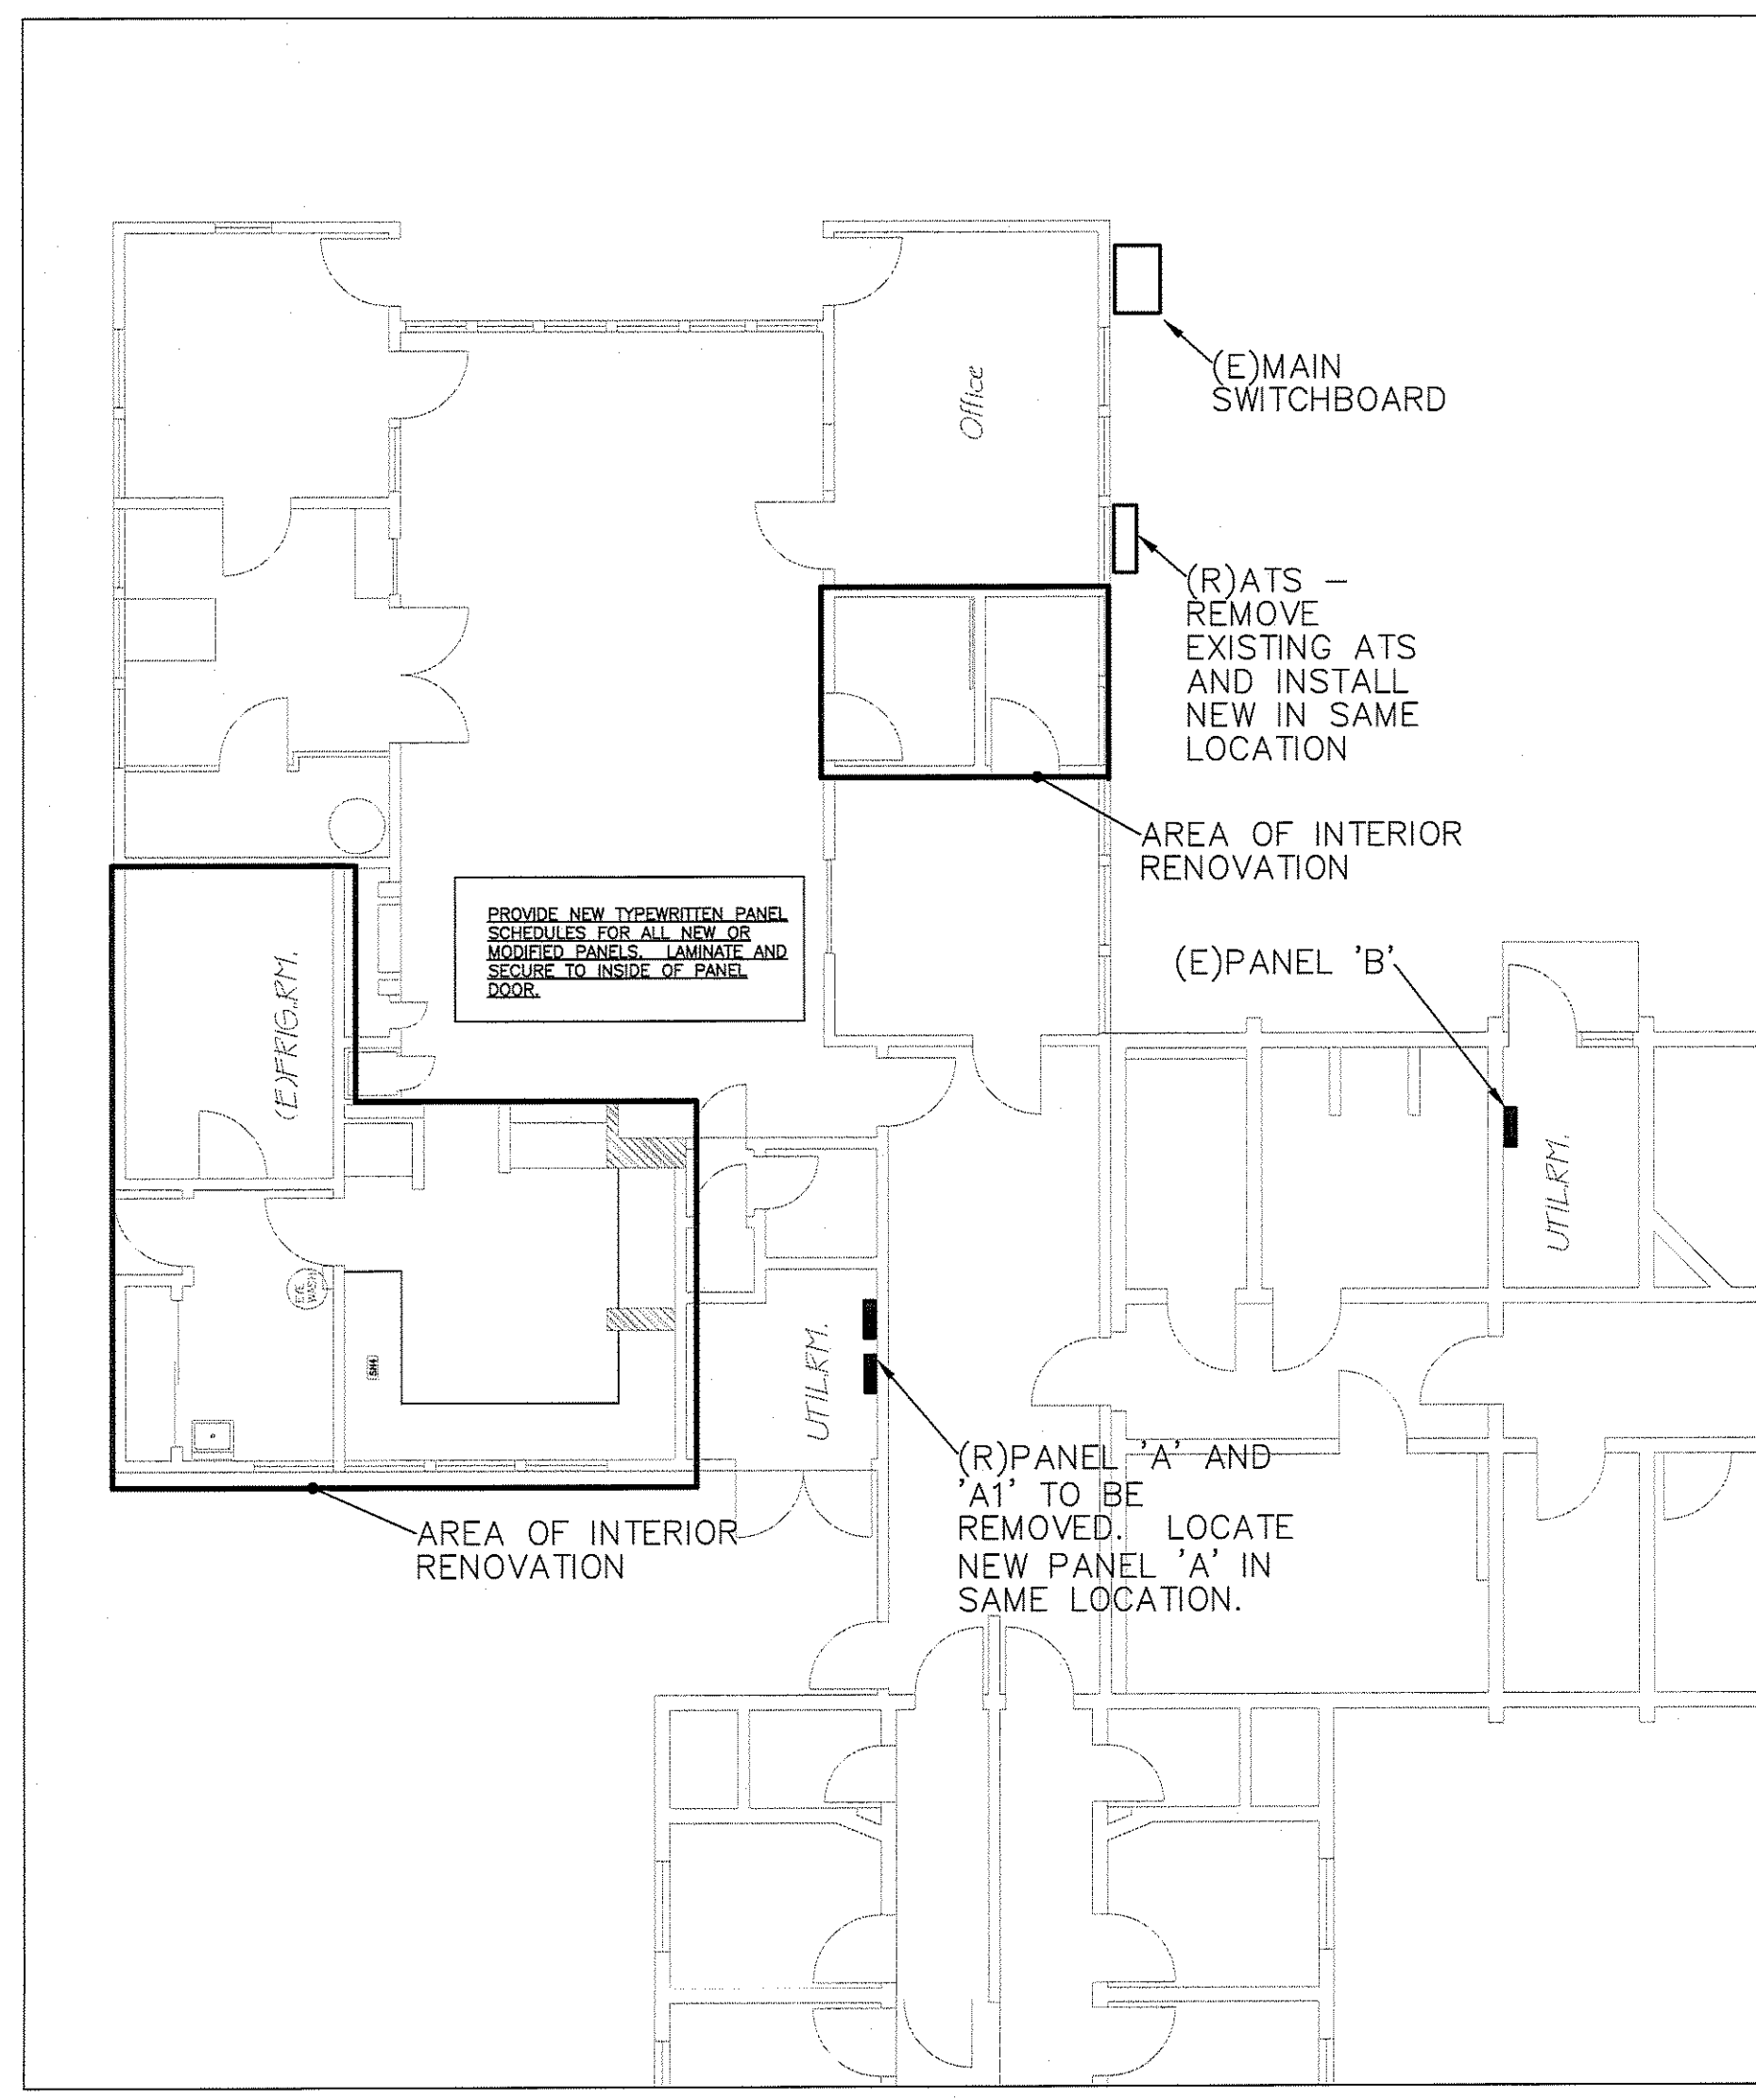 Office
(E)MAIN
SWITCHBOARD
(R)ATS –
REMOVE
EXISTING ATS
AND INSTALL
NEW IN SAME
LOCATION
AREA OF INTERIOR
RENOVATION
PROVIDE NEW TYPEWRITTEN PANEL
SCHEDULES FOR ALL NEW OR
MODIFIED PANELS. LAMINATE AND
SECURE TO INSIDE OF PANEL
DOOR.
(E)PANEL 'B'
(E)FRIG.RM.
UTIL.RM.
EYE
WASH
SH4
UTIL.RM.
(R)PANEL 'A' AND
'A1' TO BE
REMOVED. LOCATE
NEW PANEL 'A' IN
SAME LOCATION.
AREA OF INTERIOR
RENOVATION